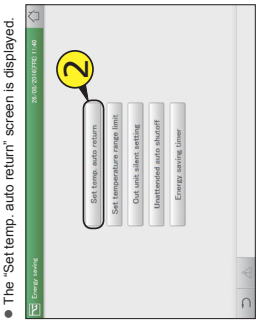 ● The “Set temp. auto return” screen is displayed.
Energy saving
28/05/2016(FRI) 11:40
2
Set temp. auto return
Set temperature range limit
Out unit silent setting
Unattended auto shutoff
Energy saving timer